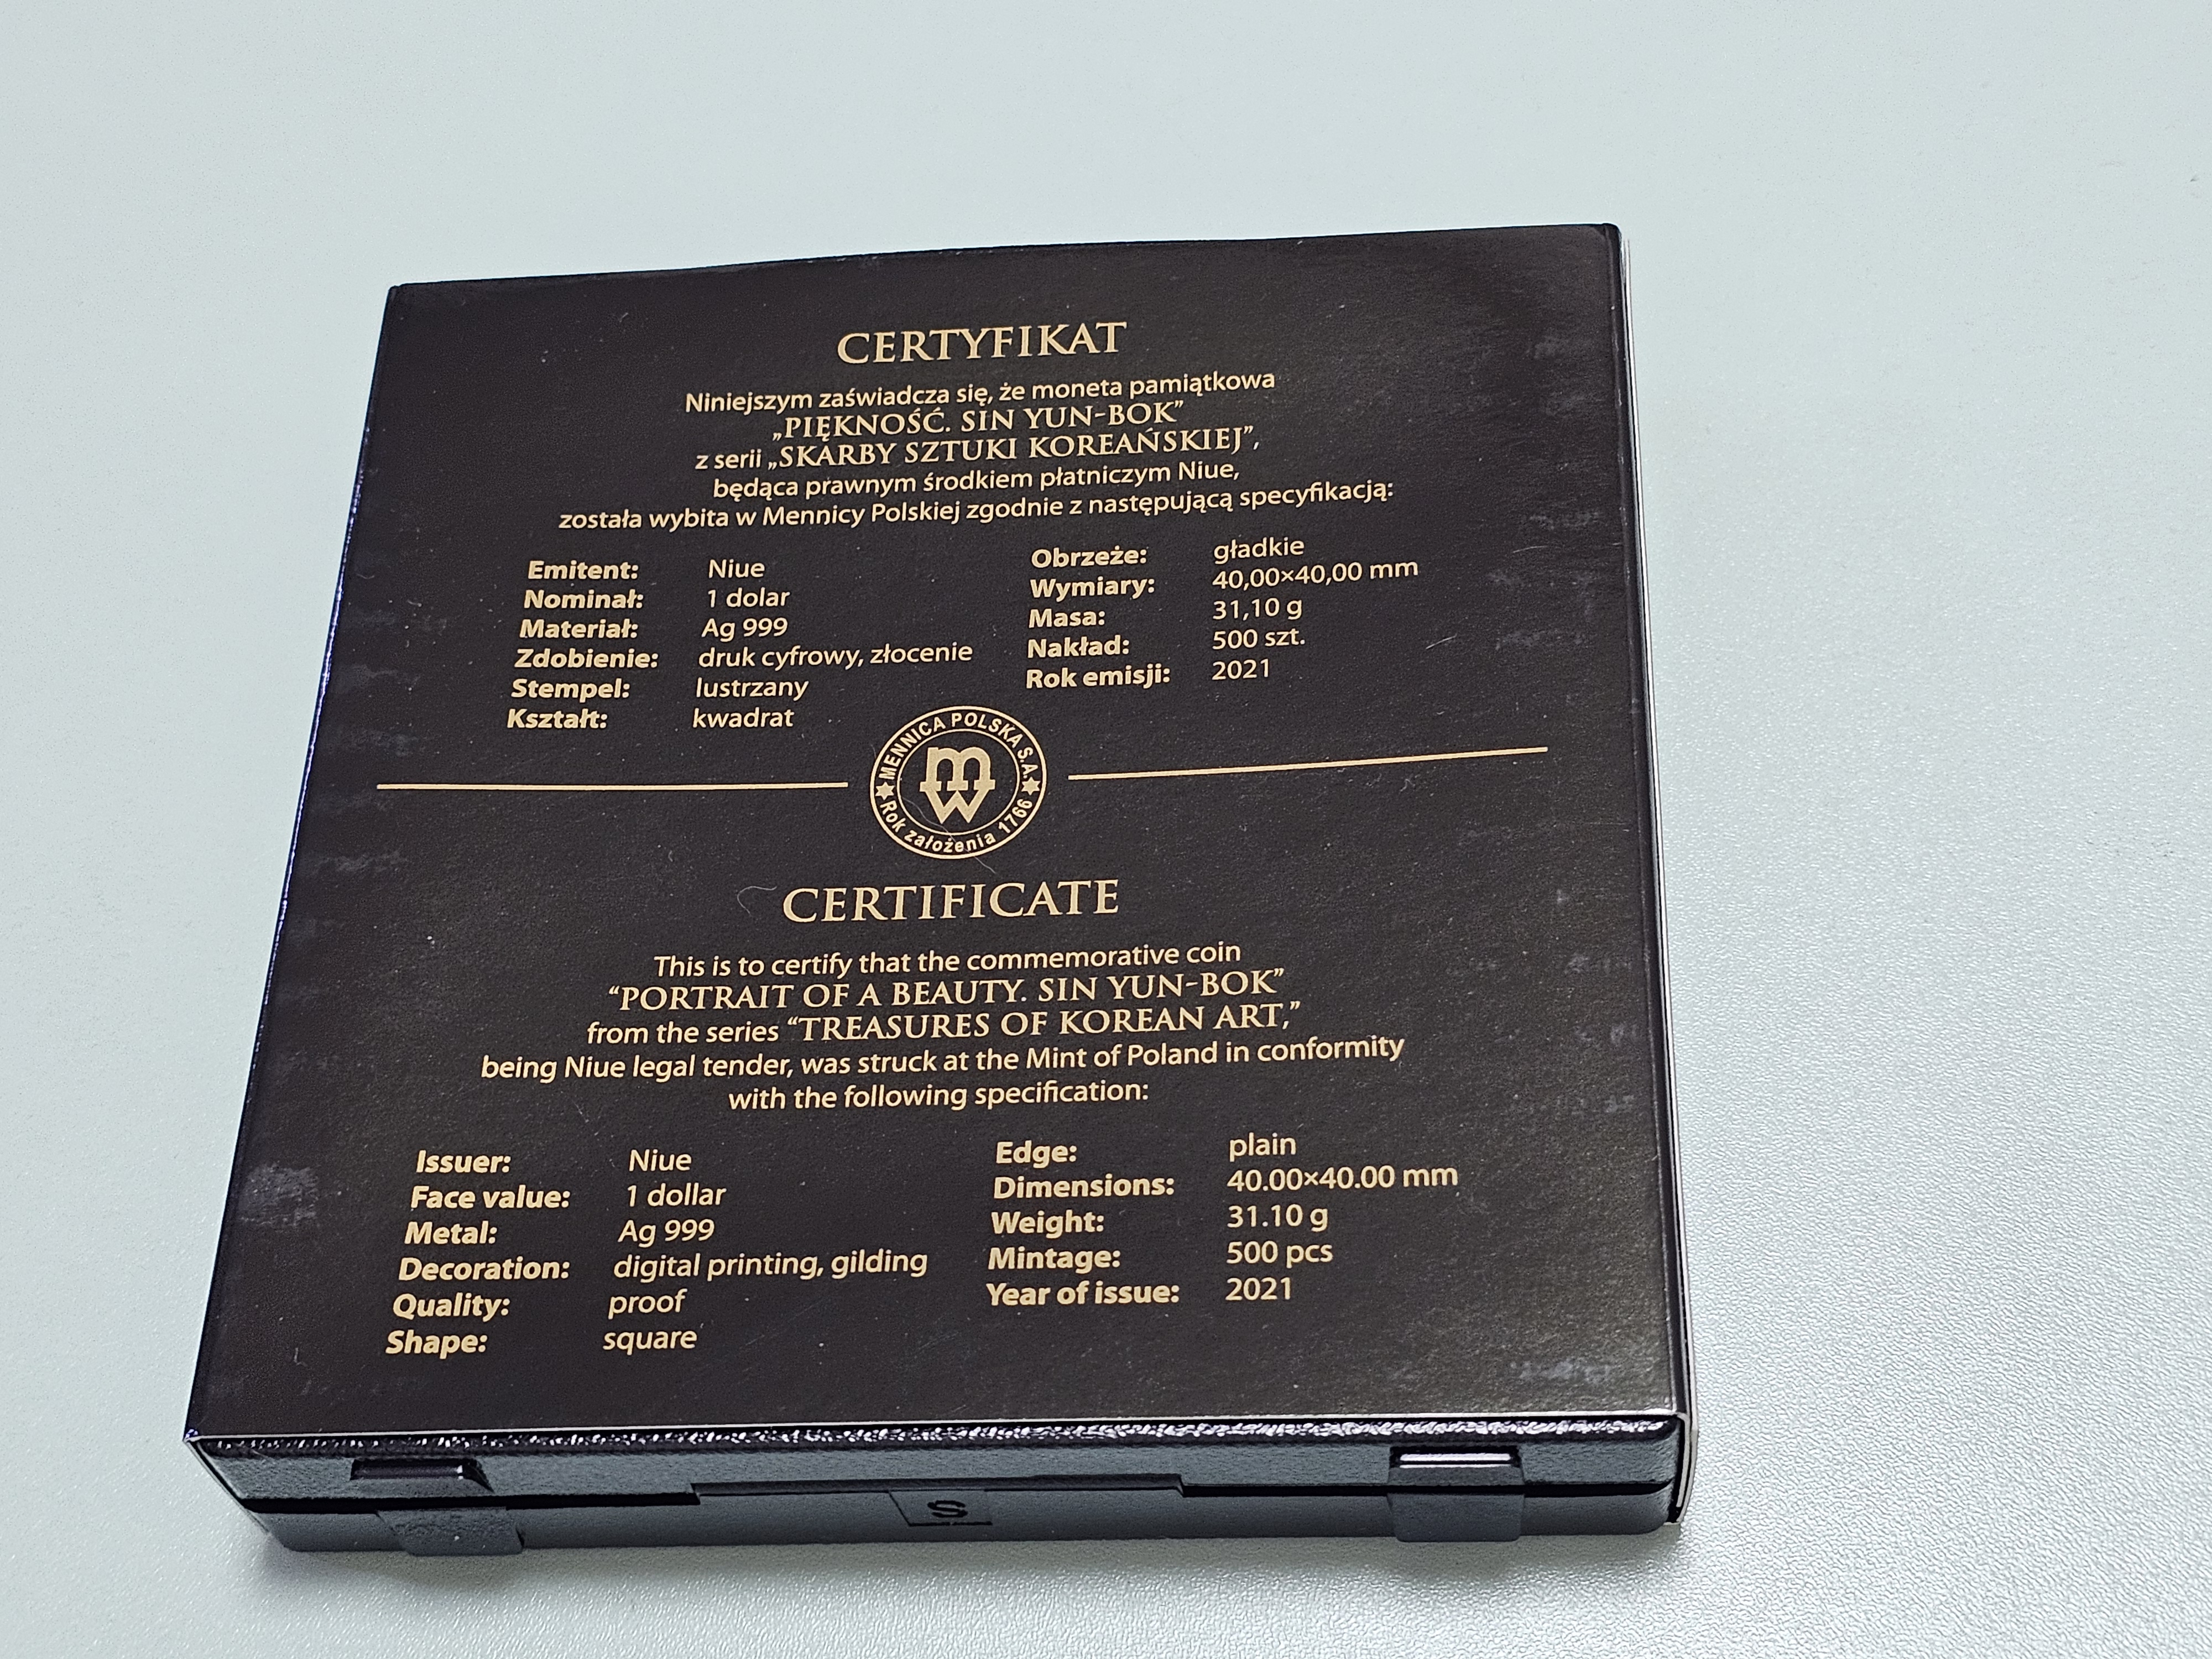 CERTYFIKAT
Niniejszym zaświadcza się, że moneta pamiątkowa
„PIĘKNOŚĆ. SIN YUN-BOK”
z serii „SKARBY SZTUKI KOREAŃSKIEJ”,
będąca prawnym środkiem płatniczym Niue,
została wybita w Mennicy Polskiej zgodnie z następującą specyfikacją:
Emitent: Niue
Nominał: 1 dolar
Materiał: Ag 999
Zdobienie: druk cyfrowy, złocenie
Stempel: lustrzany
Kształt: kwadrat
Obrzeże: gładkie
Wymiary: 40,00×40,00 mm
Masa: 31,10 g
Nakład: 500 szt.
Rok emisji: 2021
MENNICA POLSKA S.A.
mw
Rok założenia 1766
CERTIFICATE
This is to certify that the commemorative coin
“PORTRAIT OF A BEAUTY. SIN YUN-BOK”
from the series “TREASURES OF KOREAN ART,”
being Niue legal tender, was struck at the Mint of Poland in conformity
with the following specification:
Issuer: Niue
Face value: 1 dollar
Metal: Ag 999
Decoration: digital printing, gilding
Quality: proof
Shape: square
Edge: plain
Dimensions: 40.00×40.00 mm
Weight: 31.10 g
Mintage: 500 pcs
Year of issue: 2021
S